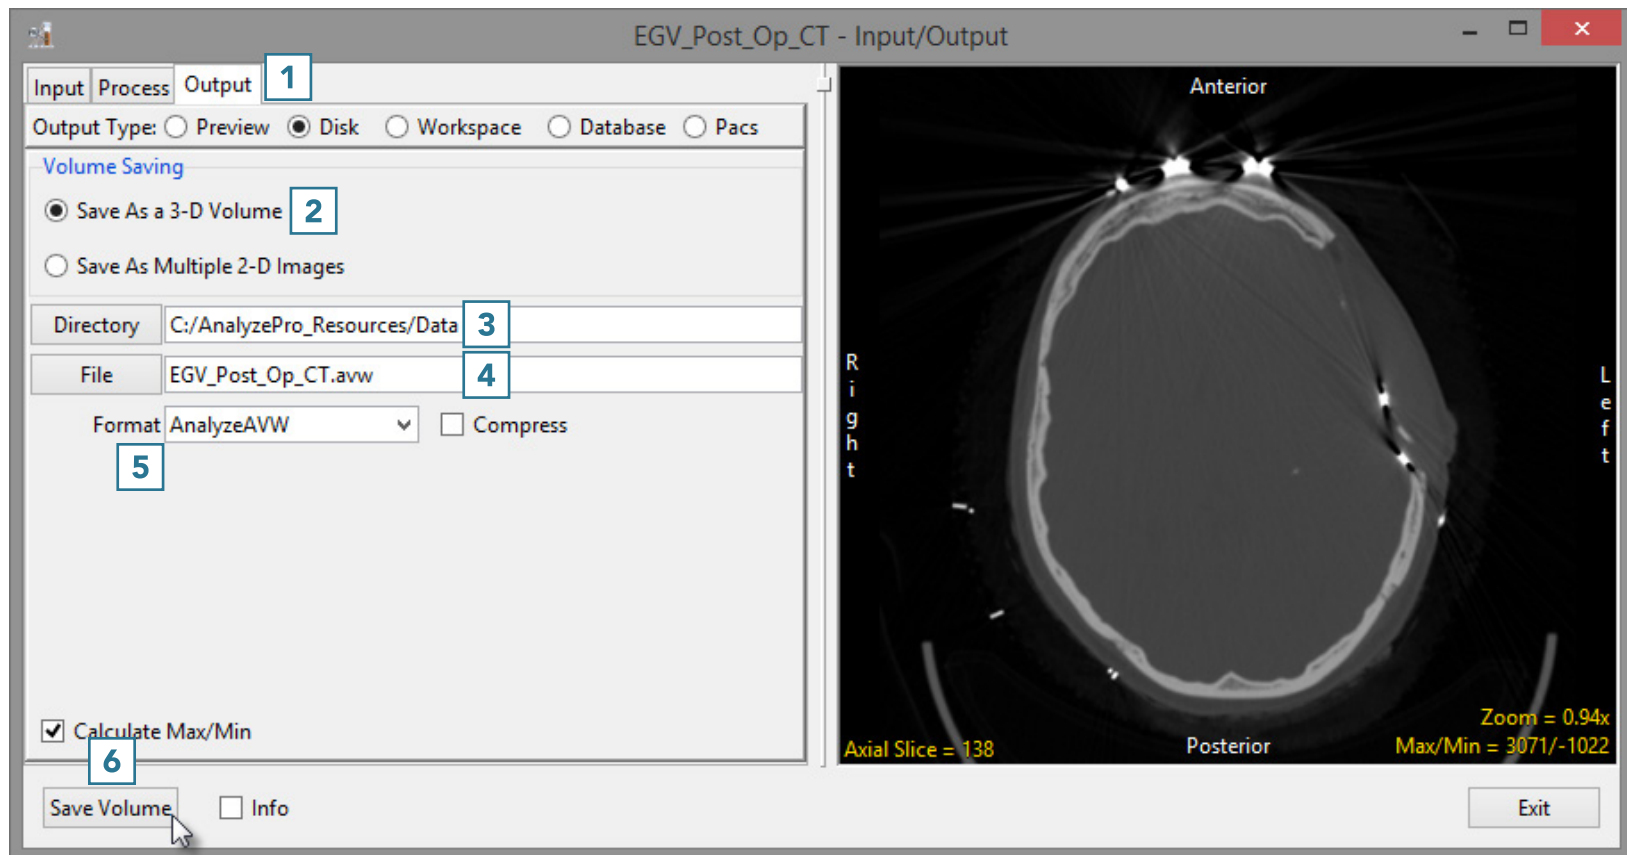 EGV_Post_Op_CT - Input/Output
Input Process Output 1
Output Type: Preview Disk Workspace Database Pacs
Volume Saving
Save As a 3-D Volume 2
Save As Multiple 2-D Images
Directory C:/AnalyzePro_Resources/Data 3
File EGV_Post_Op_CT.avw 4
Format AnalyzeAVW Compress
5
Calculate Max/Min
6
Save Volume Info
Anterior
Right
Left
Zoom = 0.94x
Axial Slice = 138 Posterior Max/Min = 3071/-1022
Exit